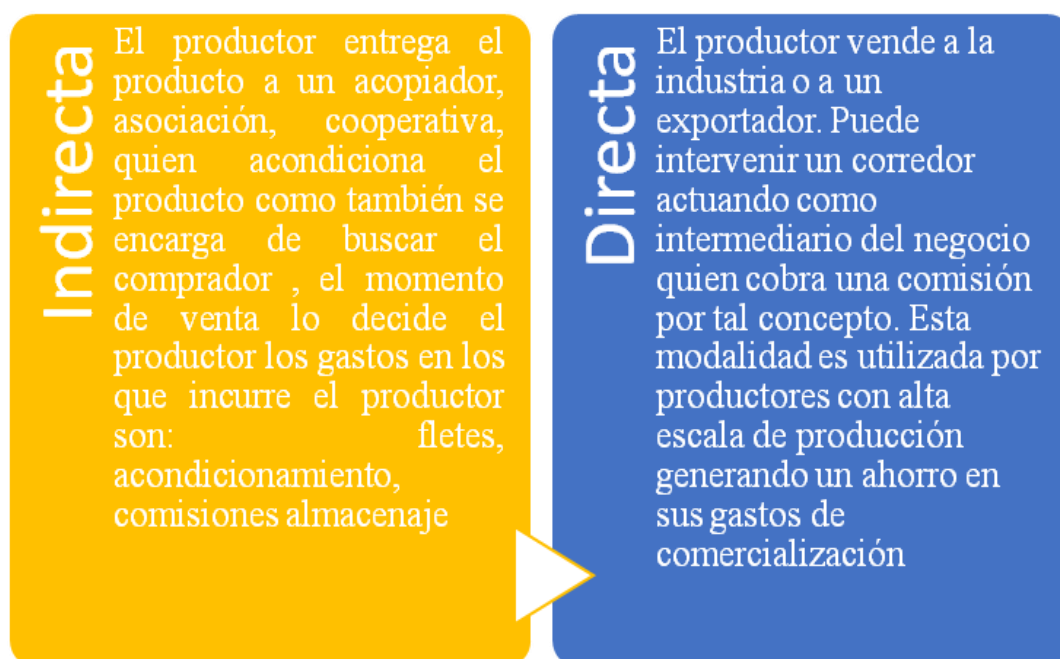 Indirecta
El productor entrega el
producto a un acopiador,
asociación, cooperativa,
quien acondiciona el
producto como también se
encarga de buscar el
comprador , el momento
de venta lo decide el
productor los gastos en los
que incurre el productor
son: fletes,
acondicionamiento,
comisiones almacenaje
Directa
El productor vende a la
industria o a un
exportador. Puede
intervenir un corredor
actuando como
intermediario del negocio
quien cobra una comisión
por tal concepto. Esta
modalidad es utilizada por
productores con alta
escala de producción
generando un ahorro en
sus gastos de
comercialización